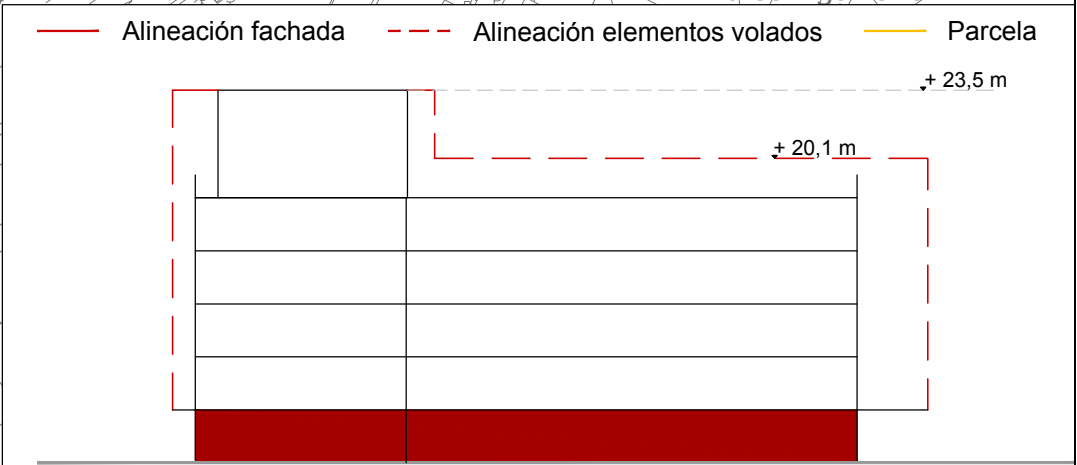 Alineación fachada Alineación elementos volados Parcela
+ 23,5 m
+ 20,1 m